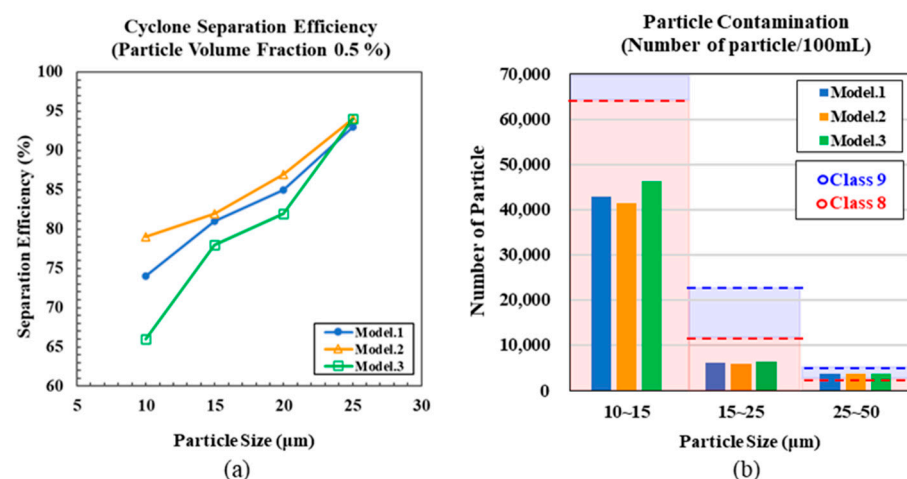 Cyclone Separation Efficiency
(Particle Volume Fraction 0.5 %)
100
95
90
85
80
75
70
65
60
Separation Efficiency (%)
Model.1
Model.2
Model.3
5
10
15
20
25
30
Particle Size (μm)
(a)
Particle Contamination
(Number of particle/100mL)
70,000
60,000
50,000
40,000
30,000
20,000
10,000
0
Number of Particle
Model.1
Model.2
Model.3
Class 9
Class 8
10~15
15~25
25~50
Particle Size (μm)
(b)